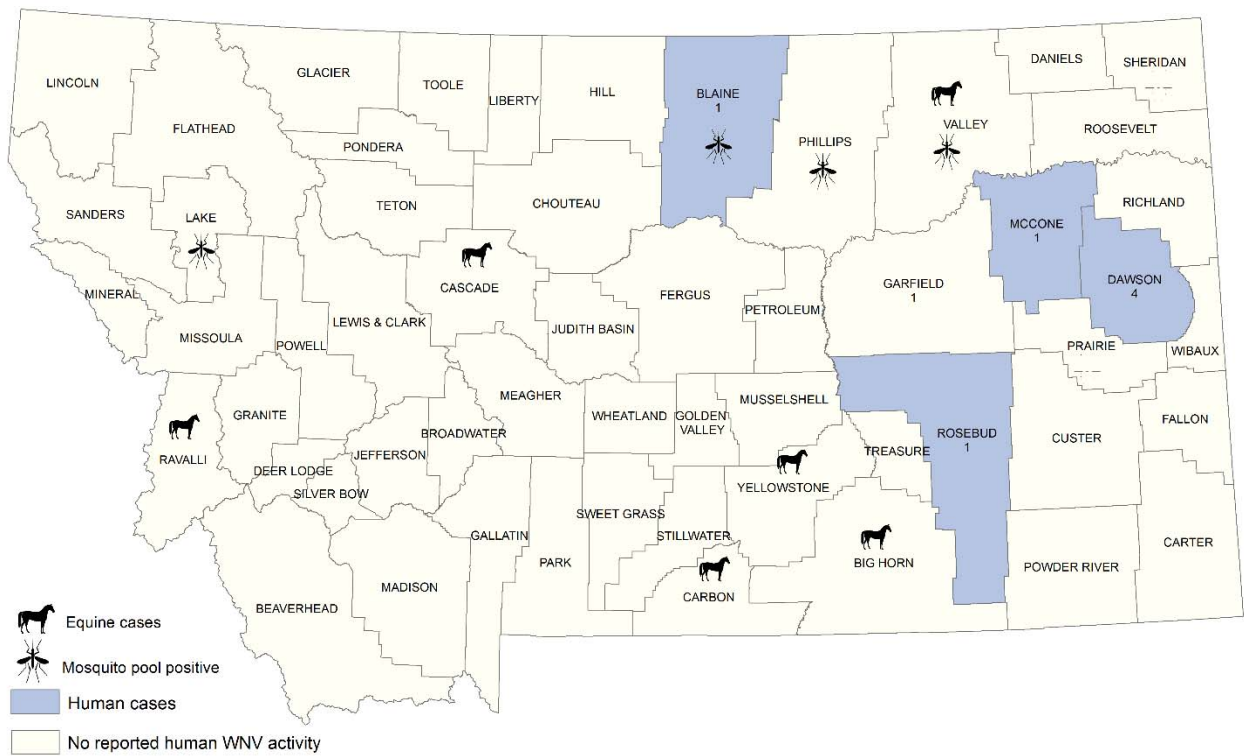 LINCOLN
GLACIER
TOOLE
LIBERTY
HILL
BLAINE
1
PHILLIPS
VALLEY
DANIELS
SHERIDAN
ROOSEVELT
FLATHEAD
PONDERA
TETON
CHOUTEAU
SANDERS
LAKE
MCCONE
1
RICHLAND
DAWSON
4
MINERAL
MISSOULA
POWELL
LEWIS & CLARK
CASCADE
JUDITH BASIN
FERGUS
PETROLEUM
GARFIELD
1
PRAIRIE
WIBAUX
RAVALLI
GRANITE
DEER LODGE
SILVER BOW
JEFFERSON
BROADWATER
MEAGHER
WHEATLAND
GOLDEN
VALLEY
MUSSELSHELL
TREASURE
ROSEBUD
1
CUSTER
FALLON
YELLOWSTONE
SWEET GRASS
STILLWATER
GALLATIN
PARK
CARBON
BIG HORN
POWDER RIVER
CARTER
BEAVERHEAD
MADISON
Equine cases
Mosquito pool positive
Human cases
No reported human WNV activity